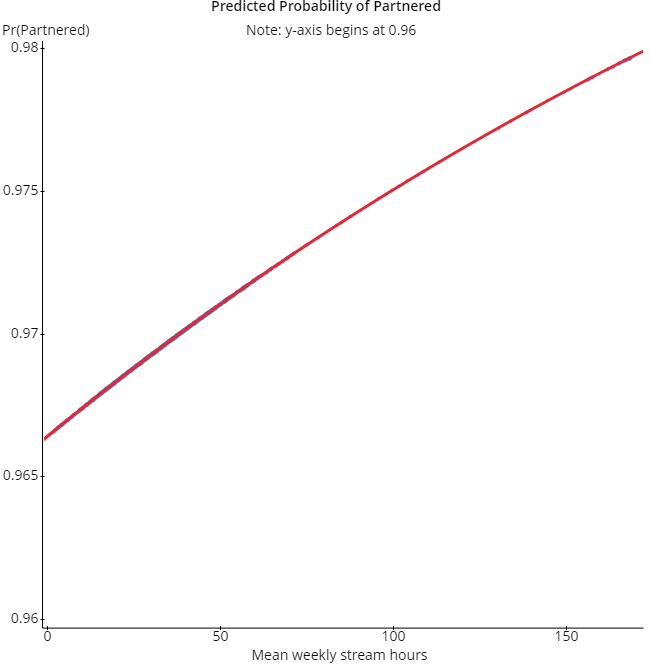 Predicted Probability of Partnered
Pr(Partnered)
Note: y-axis begins at 0.96
0.98
0.975
0.97
0.965
0.96
0
50
100
150
Mean weekly stream hours